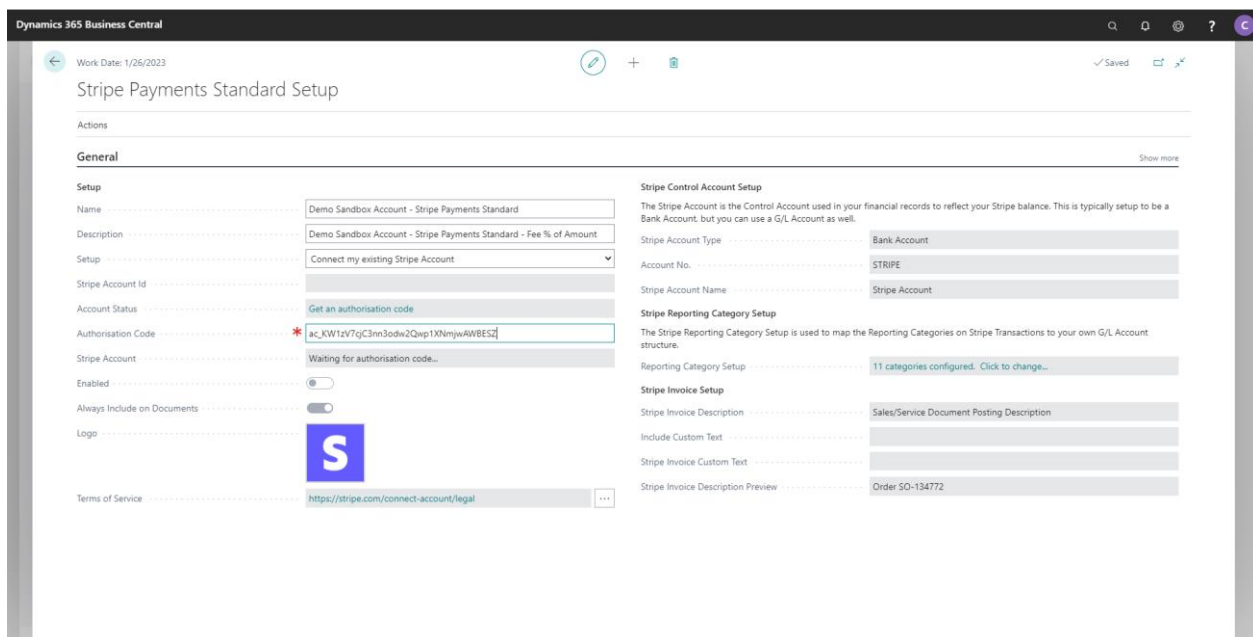 Dynamics 365 Business Central
?
C
Work Date: 1/26/2023
Saved
Stripe Payments Standard Setup
Actions
General
Show more
Setup
Name
Demo Sandbox Account - Stripe Payments Standard
Description
Demo Sandbox Account - Stripe Payments Standard - Fee % of Amount
Setup
Connect my existing Stripe Account
Stripe Account Id
Account Status
Get an authorisation code
Authorisation Code
* ac_KW1zV7cjC3nn3odw2Qwp1XNmjwAWBESZ
Stripe Account
Waiting for authorisation code...
Enabled
Always Include on Documents
Logo
S
Terms of Service
https://stripe.com/connect-account/legal
...
Stripe Control Account Setup
The Stripe Account is the Control Account used in your financial records to reflect your Stripe balance. This is typically setup to be a
Bank Account, but you can use a G/L Account as well.
Stripe Account Type
Bank Account
Account No.
STRIPE
Stripe Account Name
Stripe Account
Stripe Reporting Category Setup
The Stripe Reporting Category Setup is used to map the Reporting Categories on Stripe Transactions to your own G/L Account
structure.
Reporting Category Setup
11 categories configured. Click to change...
Stripe Invoice Setup
Stripe Invoice Description
Sales/Service Document Posting Description
Include Custom Text
Stripe Invoice Custom Text
Stripe Invoice Description Preview
Order SO-134772